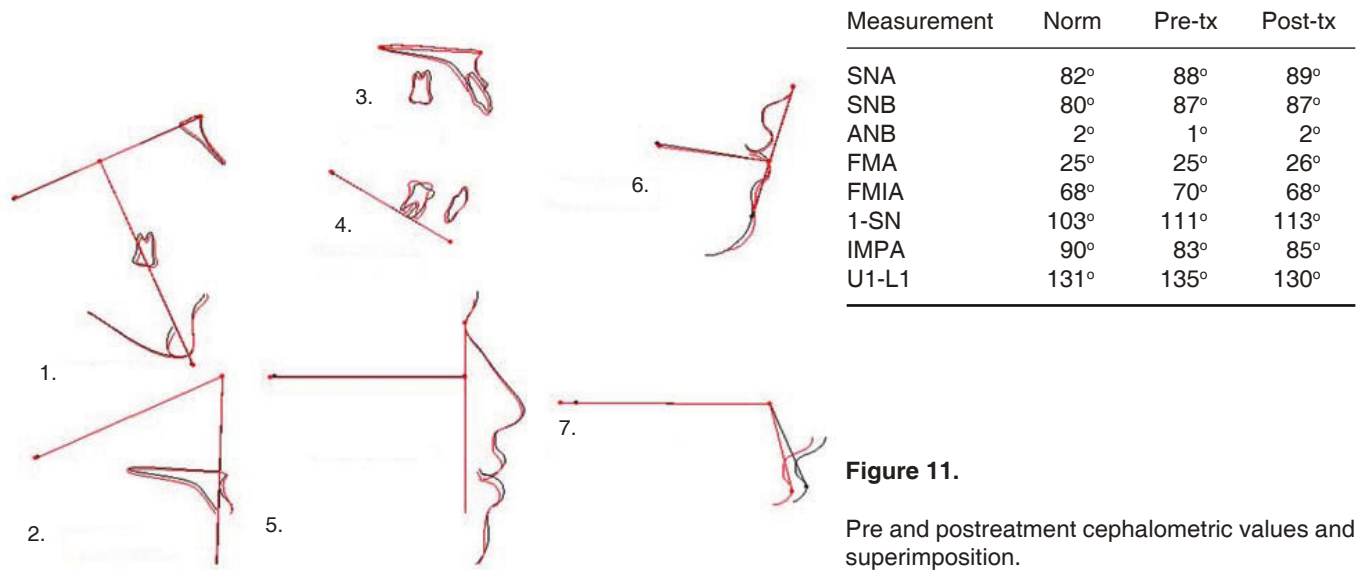 Measurement Norm Pre-tx Post-tx
SNA 82° 88° 89°
SNB 80° 87° 87°
ANB 2° 1° 2°
FMA 25° 25° 26°
FMIA 68° 70° 68°
1-SN 103° 111° 113°
IMPA 90° 83° 85°
U1-L1 131° 135° 130°
1.
2.
3.
4.
5.
6.
7.
Figure 11.
Pre and postreatment cephalometric values and
superimposition.